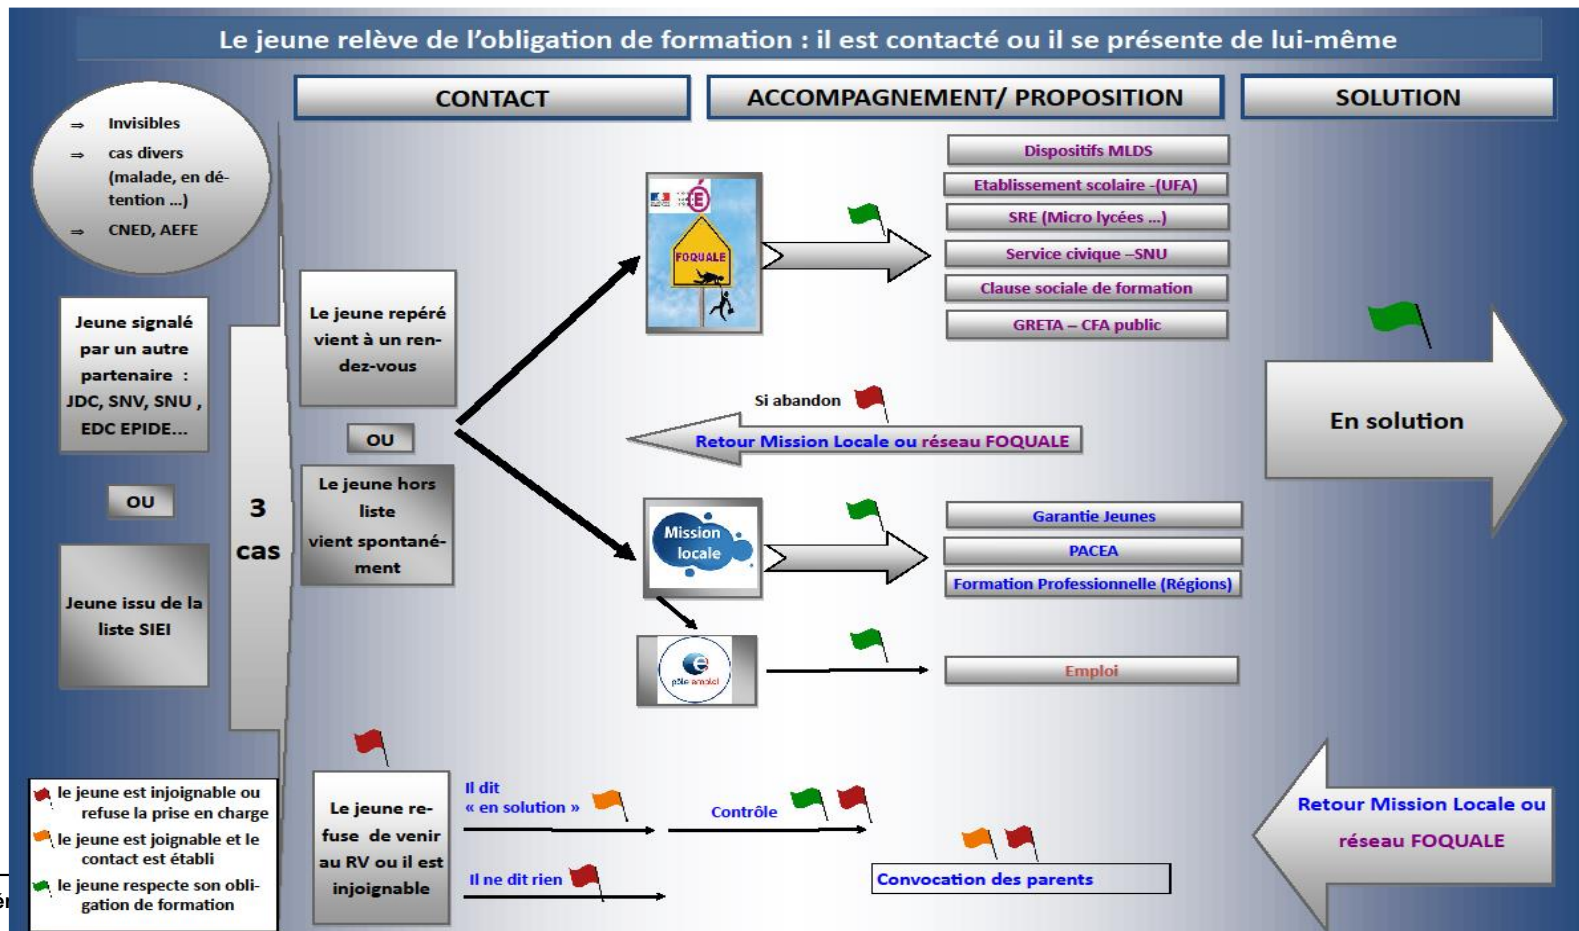 Le jeune relève de l'obligation de formation : il est contacté ou il se présente de lui-même
CONTACT
ACCOMPAGNEMENT/ PROPOSITION
SOLUTION
⇒ Invisibles
⇒ cas divers
(malade, en dé-
tention ...)
⇒ CNED, AEFE
Jeune signalé
par un autre
partenaire :
JDC, SNV, SNU ,
EDC EPIDE...
OU
Jeune issu de la
liste SIEI
3
cas
Le jeune repéré
vient à un ren-
dez-vous
OU
Le jeune hors
liste
vient spontané-
ment
FOQUALE
Dispositifs MLDS
Etablissement scolaire -(UFA)
SRE (Micro lycées ...)
Service civique –SNU
Clause sociale de formation
GRETA – CFA public
Si abandon
Retour Mission Locale ou réseau FOQUALE
Mission
locale
Garantie Jeunes
PACEA
Formation Professionnelle (Régions)
pôle emploi
Emploi
En solution
le jeune est injoignable ou
refuse la prise en charge
le jeune est joignable et le
contact est établi
le jeune respecte son obli-
gation de formation
Le jeune re-
fuse de venir
au RV ou il est
injoignable
Il dit
« en solution »
Contrôle
Il ne dit rien
Convocation des parents
Retour Mission Locale ou
réseau FOQUALE